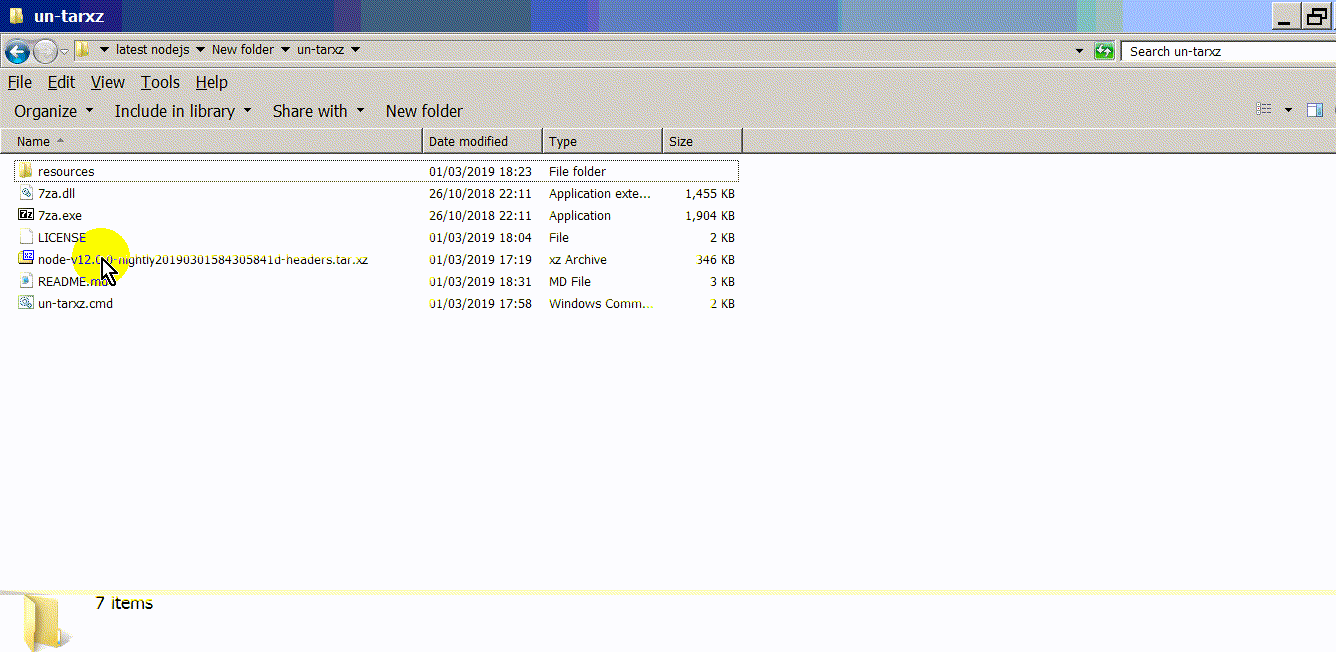 un-tarxz
latest nodejs New folder un-tarxz Search un-tarxz
File Edit View Tools Help
Organize Include in library Share with New folder
Name Date modified Type Size
resources 01/03/2019 18:23 File folder
7za.dll 26/10/2018 22:11 Application exte... 1,455 KB
7za.exe 26/10/2018 22:11 Application 1,904 KB
LICENSE 01/03/2019 18:04 File 2 KB
node-v12.0.0-nightly20190301584305841d-headers.tar.xz 01/03/2019 17:19 xz Archive 346 KB
README.md 01/03/2019 18:31 MD File 3 KB
un-tarxz.cmd 01/03/2019 17:58 Windows Comm... 2 KB
7 items